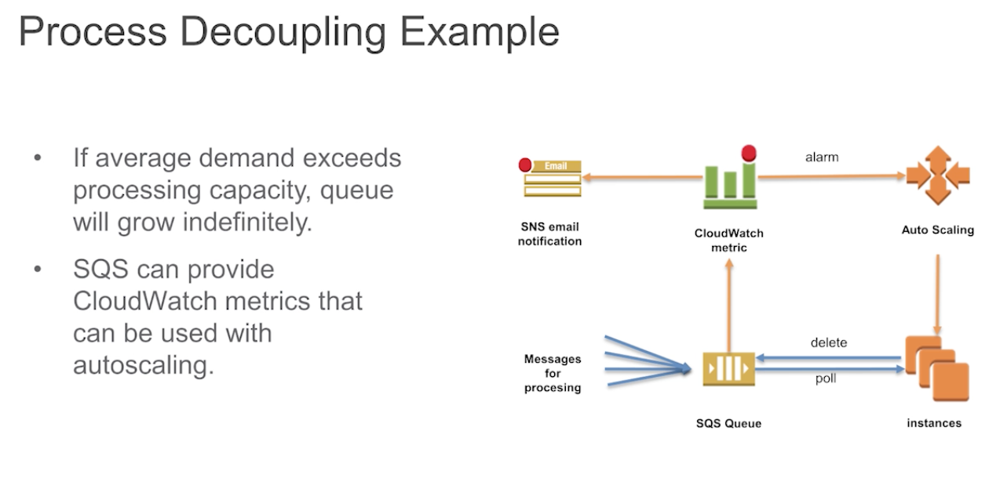 Process Decoupling Example
• If average demand exceeds
processing capacity, queue
will grow indefinitely.
• SQS can provide
CloudWatch metrics that
can be used with
autoscaling.
Email
alarm
SNS email
notification
CloudWatch
metric
Auto Scaling
Messages
for
procesing
delete
poll
SQS Queue
instances